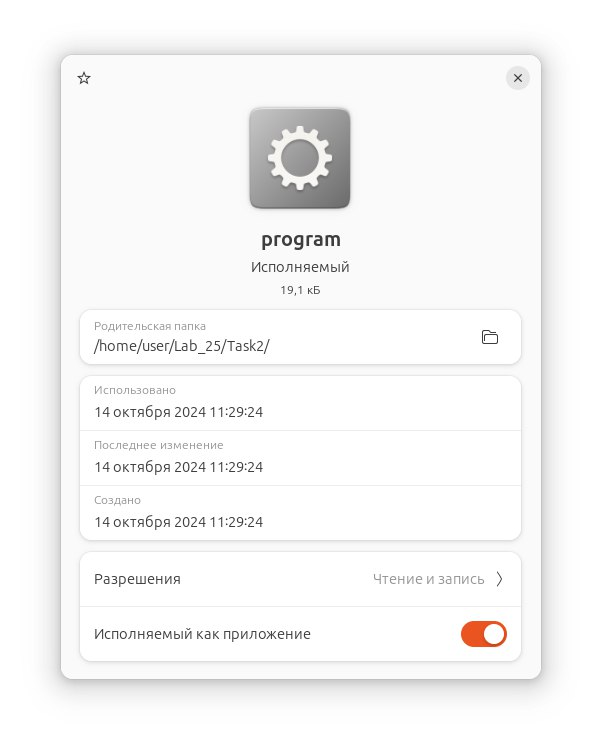 program
Исполняемый
19,1 кБ
Родительская папка
/home/user/Lab_25/Task2/
Использовано
14 октября 2024 11:29:24
Последнее изменение
14 октября 2024 11:29:24
Создано
14 октября 2024 11:29:24
Разрешения Чтение и запись
Исполняемый как приложение